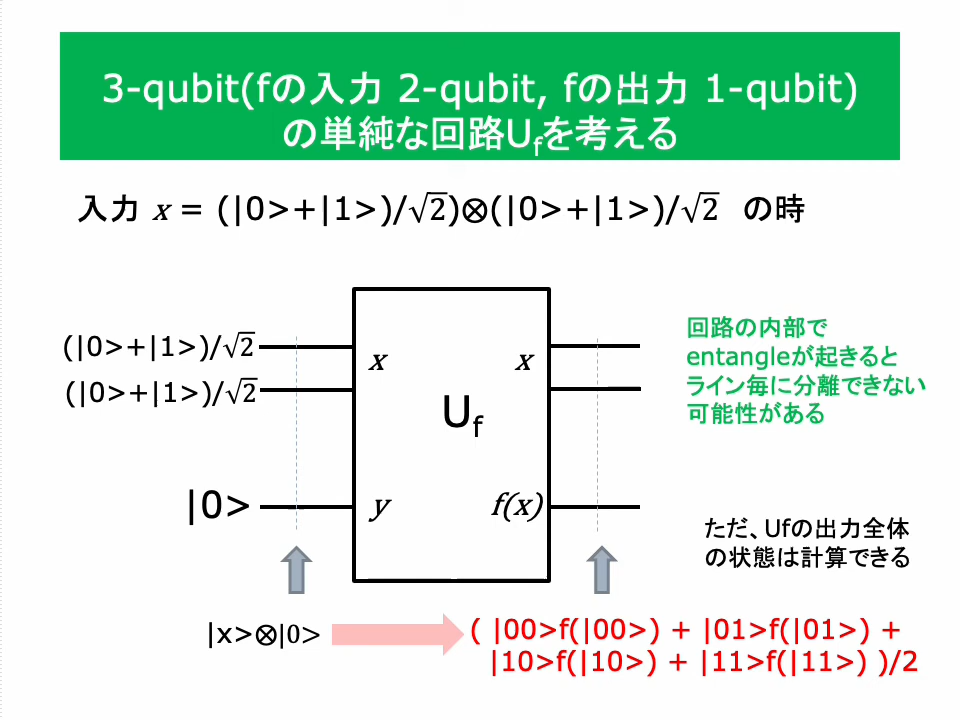 3-qubit(fの入力 2-qubit, fの出力 1-qubit)
の単純な回路Ufを考える
入力 x = (|0>+|1>)/√2)⊗(|0>+|1>)/√2 の時
(|0>+|1>)/√2
(|0>+|1>)/√2
|0>
x
x
Uf
y
f(x)
回路の内部で
entangleが起きると
ライン毎に分離できない
可能性がある
ただ、Ufの出力全体
の状態は計算できる
|x>⊗|0>
( |00>f(|00>) + |01>f(|01>) +
|10>f(|10>) + |11>f(|11>) )/2